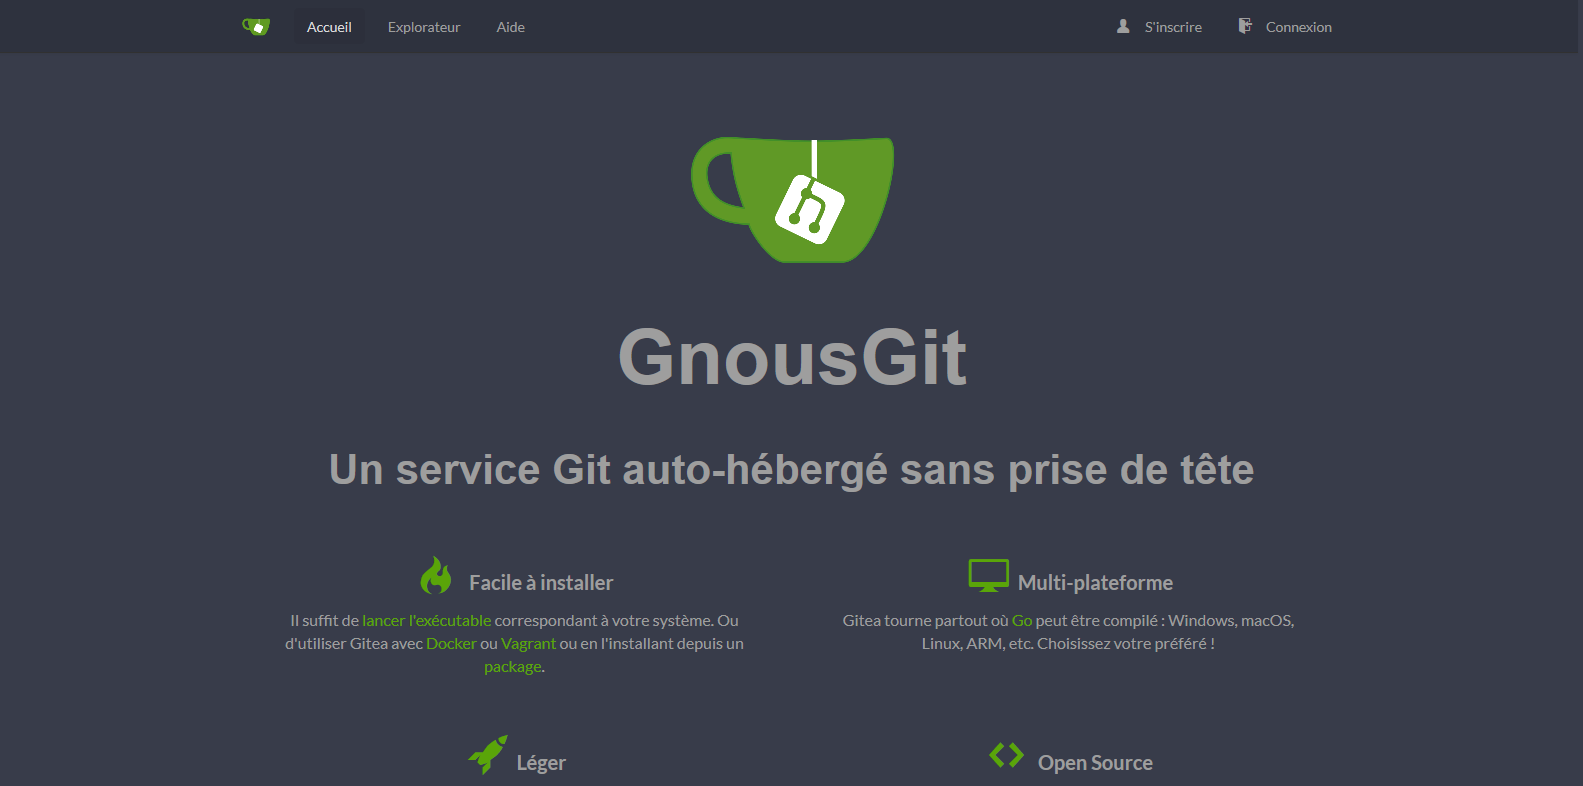 Accueil Explorateur Aide S'inscrire Connexion
GnousGit
Un service Git auto-hébergé sans prise de tête
Facile à installer
Il suffit de lancer l'exécutable correspondant à votre système. Ou
d'utiliser Gitea avec Docker ou Vagrant ou en l'installant depuis un
package.
Multi-plateforme
Gitea tourne partout où Go peut être compilé : Windows, macOS,
Linux, ARM, etc. Choisissez votre préféré !
Léger
Open Source